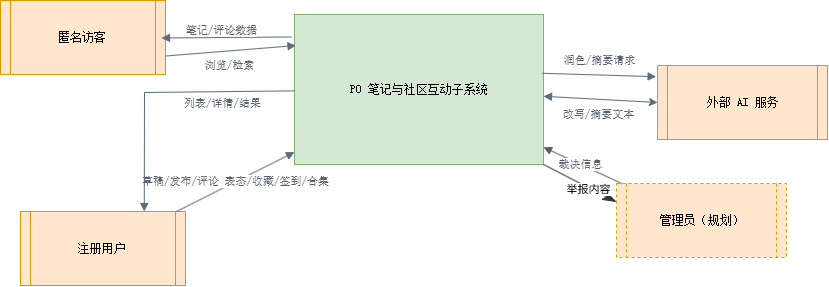 匿名访客
笔记/评论数据
浏览/检索
P0 笔记与社区互动子系统
润色/摘要请求
外部 AI 服务
改写/摘要文本
列表/详情/结果
裁决信息
草稿/发布/评论 表态/收藏/签到/合集
举报内容
管理员（规划）
注册用户